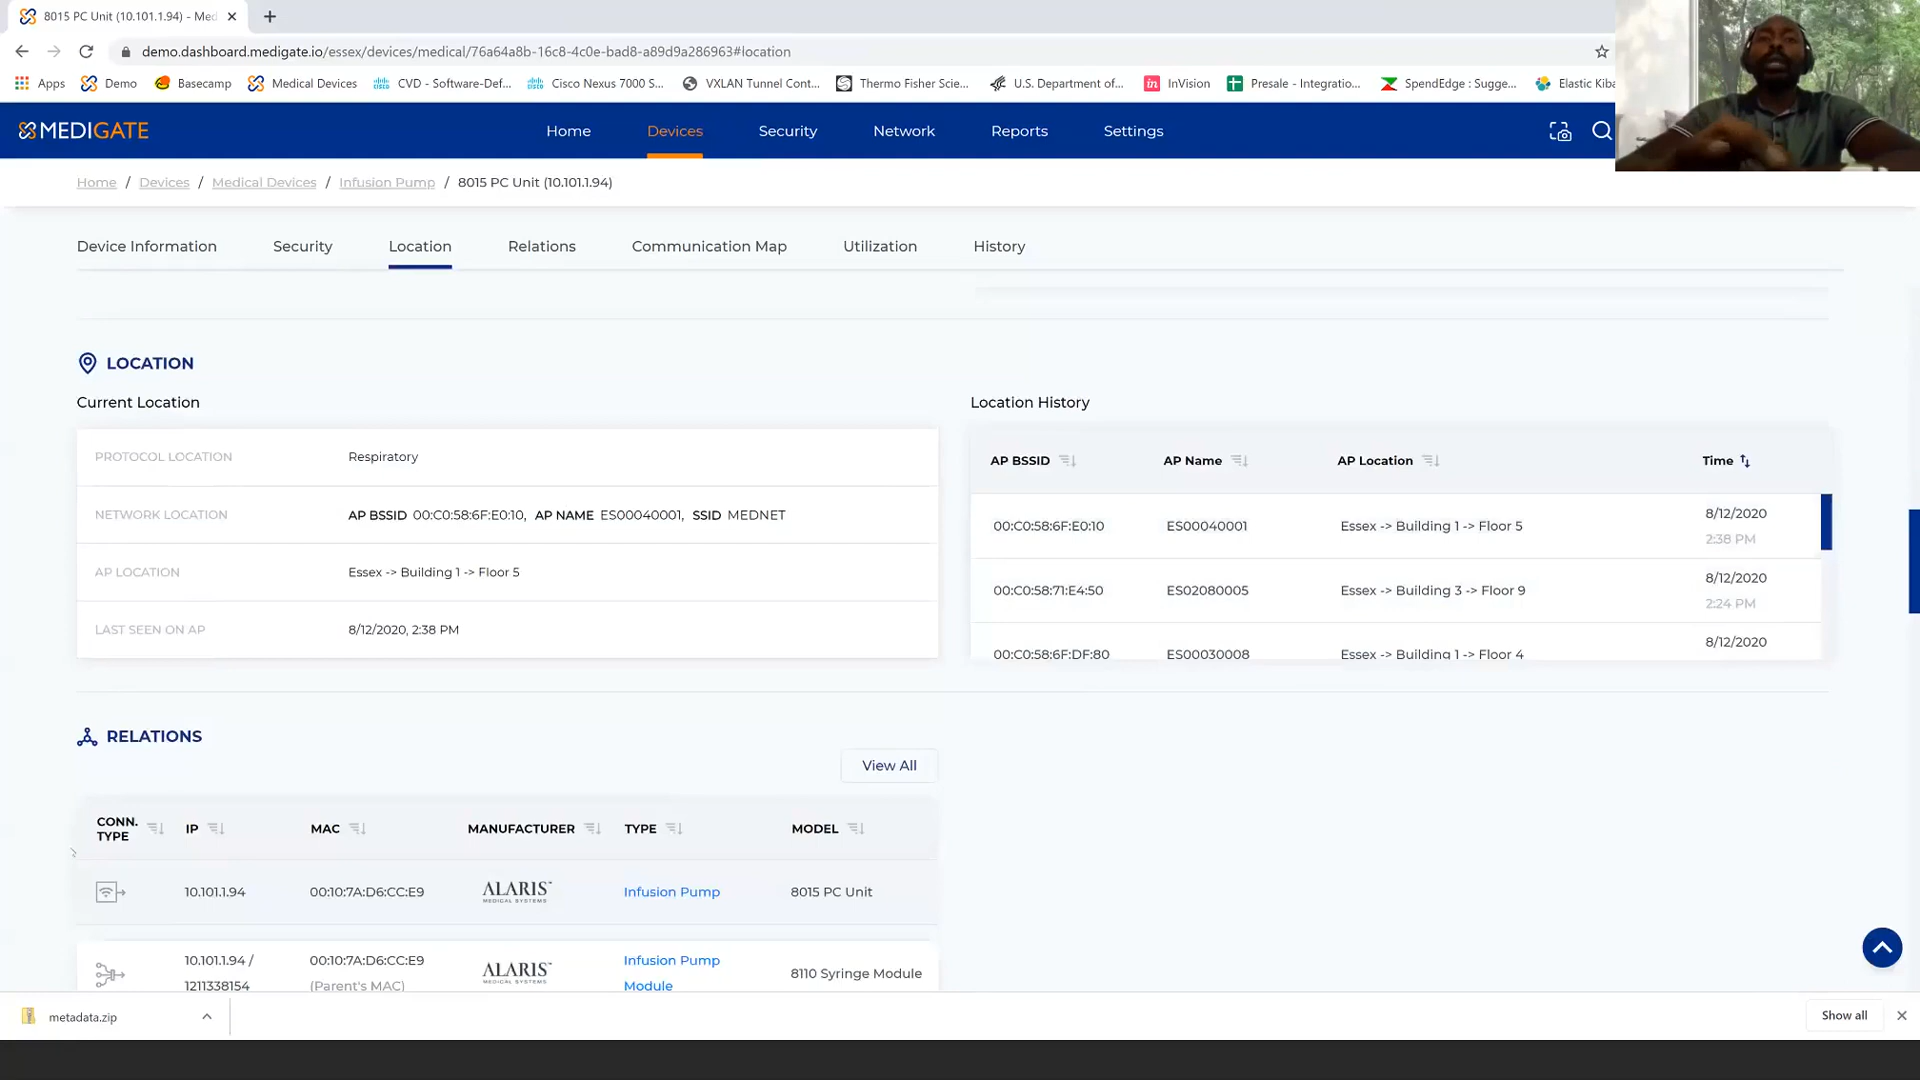 8015 PC Unit (10.101.1.94) - Med
demo.dashboard.medigate.io/essex/devices/medical/76a64a8b-16c8-4c0e-bad8-a89d9a286963#location
Apps Demo Basecamp Medical Devices CVD - Software-Def... Cisco Nexus 7000 S... VXLAN Tunnel Cont... Thermo Fisher Scie... U.S. Department of... InVision Presale - Integratio... SpendEdge : Sugge... Elastic Kiba
MEDIGATE Home Devices Security Network Reports Settings
Home / Devices / Medical Devices / Infusion Pump / 8015 PC Unit (10.101.1.94)
Device Information Security Location Relations Communication Map Utilization History
LOCATION
Current Location Location History
PROTOCOL LOCATION Respiratory
NETWORK LOCATION AP BSSID 00:C0:58:6F:E0:10, AP NAME ES00040001, SSID MEDNET
AP LOCATION Essex -> Building 1 -> Floor 5
LAST SEEN ON AP 8/12/2020, 2:38 PM
AP BSSID AP Name AP Location Time
00:C0:58:6F:E0:10 ES00040001 Essex -> Building 1 -> Floor 5 8/12/2020
2:38 PM
00:C0:58:71:E4:50 ES02080005 Essex -> Building 3 -> Floor 9 8/12/2020
2:24 PM
00:C0:58:6F:DF:80 ES00030008 Essex -> Building 1 -> Floor 4 8/12/2020
RELATIONS
View All
CONN. TYPE IP MAC MANUFACTURER TYPE MODEL
10.101.1.94 00:10:7A:D6:CC:E9 ALARIS MEDICAL SYSTEMS Infusion Pump 8015 PC Unit
10.101.1.94 / 00:10:7A:D6:CC:E9 ALARIS MEDICAL SYSTEMS Infusion Pump 8110 Syringe Module
1211338154 (Parent's MAC) Module
metadata.zip Show all